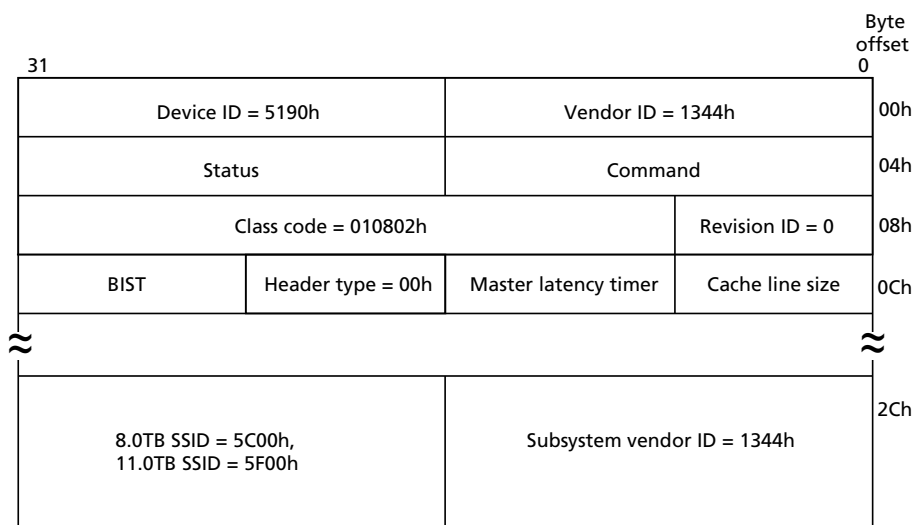 Byte
offset
31 0
Device ID = 5190h Vendor ID = 1344h 00h
Status Command 04h
Class code = 010802h Revision ID = 0 08h
BIST Header type = 00h Master latency timer Cache line size 0Ch
2Ch
8.0TB SSID = 5C00h, Subsystem vendor ID = 1344h
11.0TB SSID = 5F00h